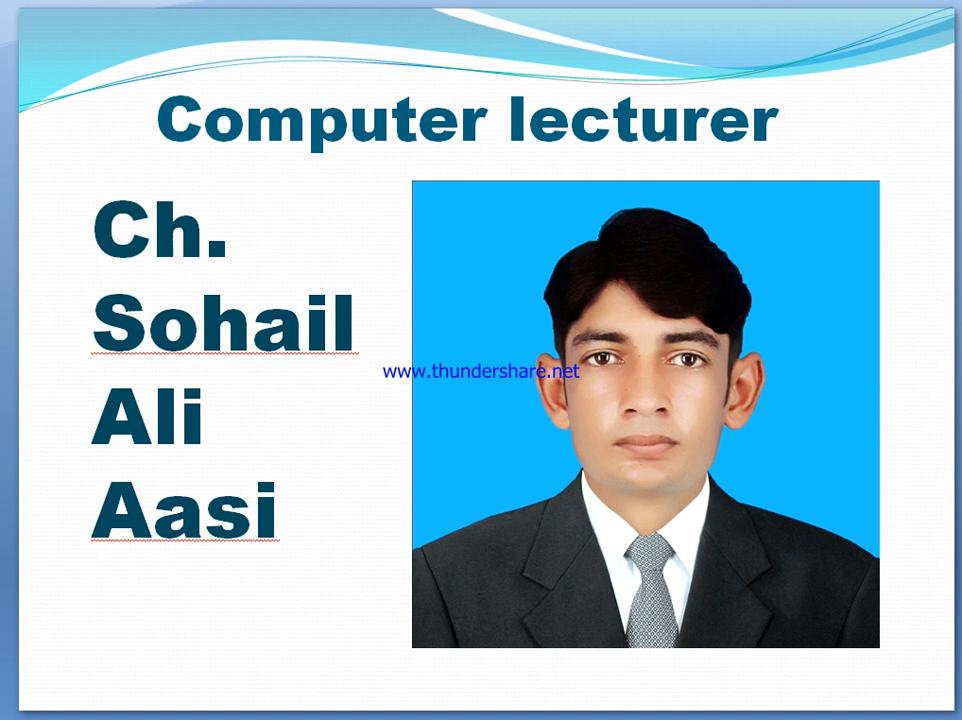 Computer lecturer
Ch.
Sohail
Ali
Aasi
www.thundershare.net